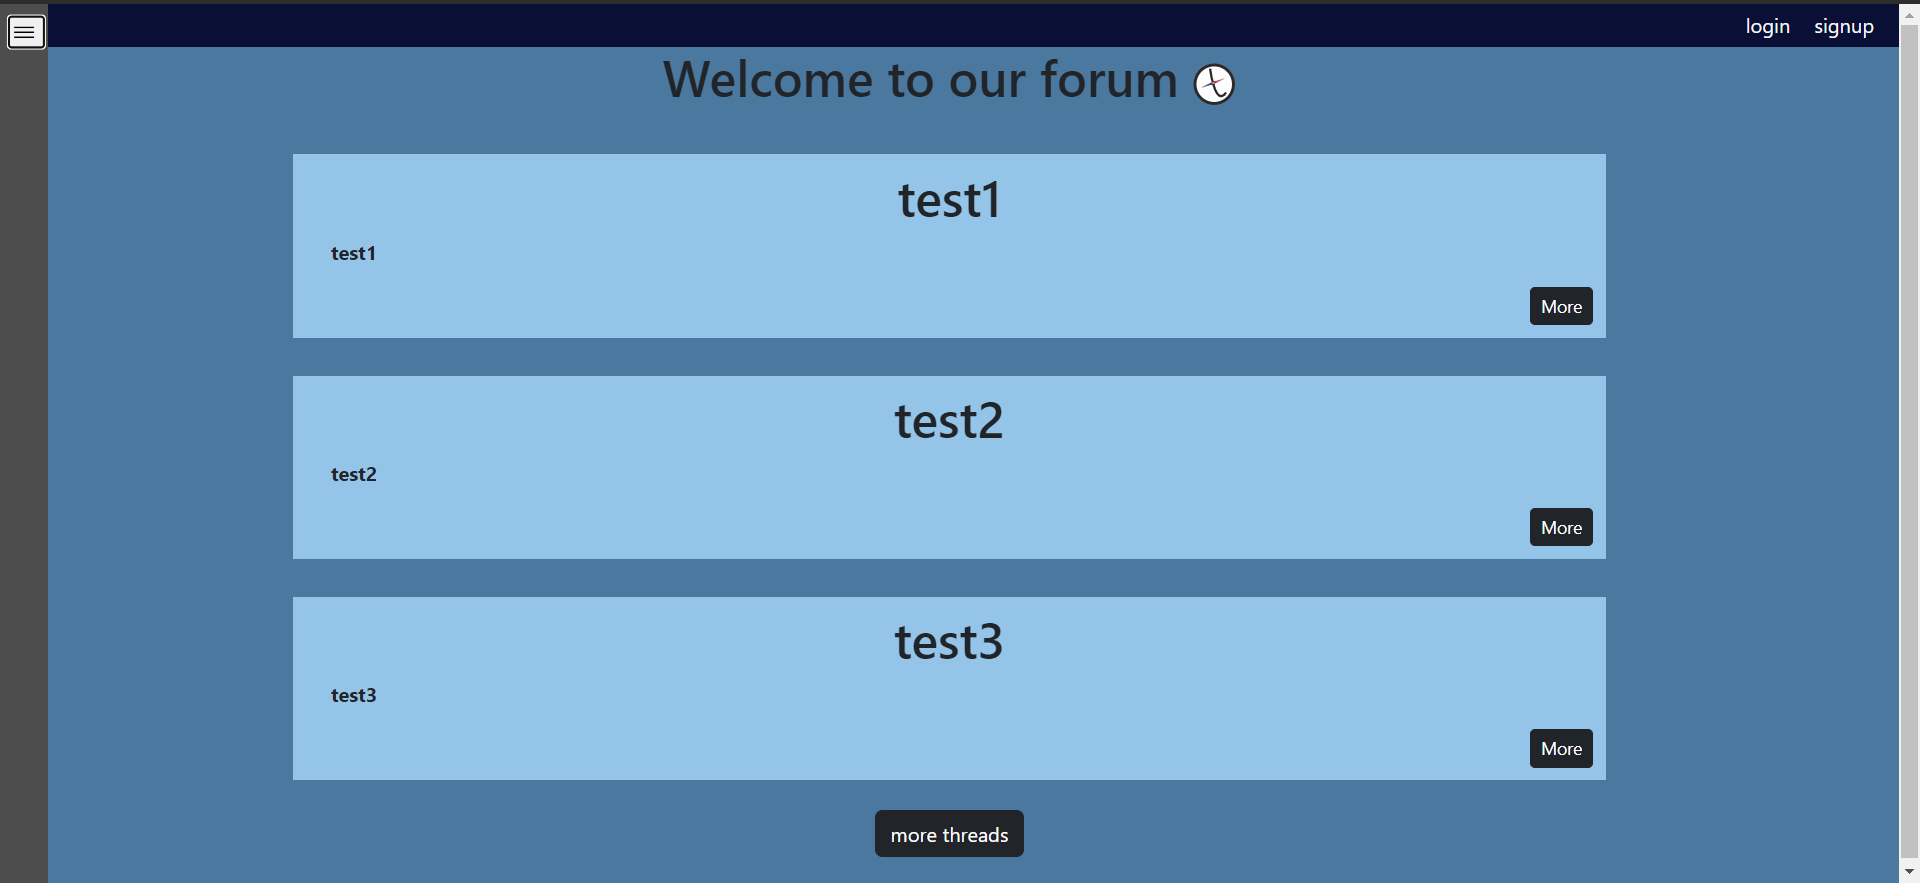 login signup
Welcome to our forum
test1
test1
More
test2
test2
More
test3
test3
More
more threads